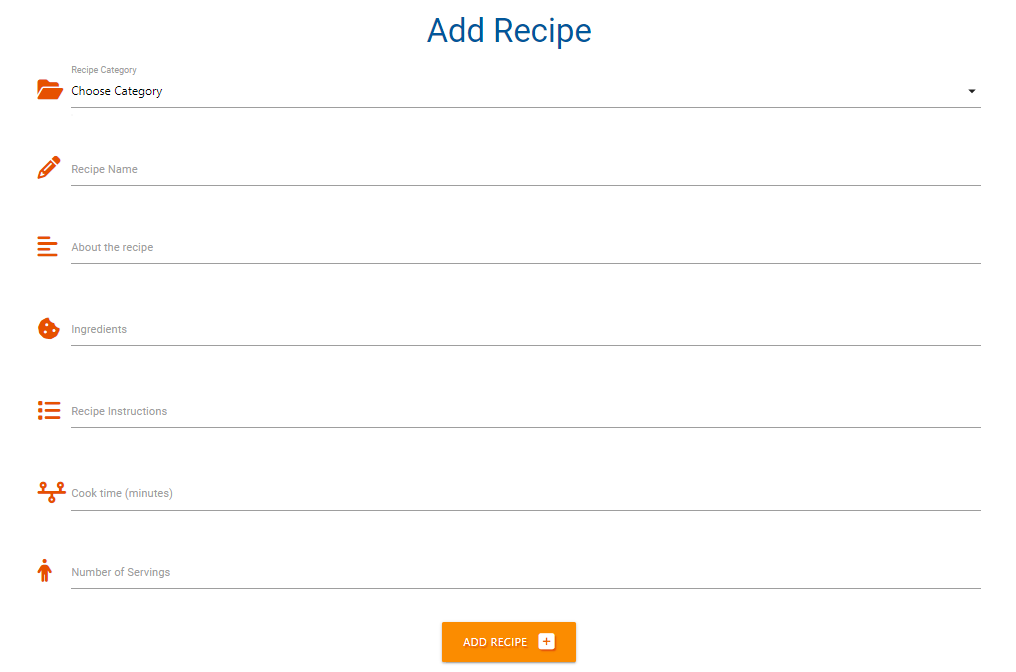 Add Recipe
Recipe Category
Choose Category
Recipe Name
About the recipe
Ingredients
Recipe Instructions
Cook time (minutes)
Number of Servings
ADD RECIPE